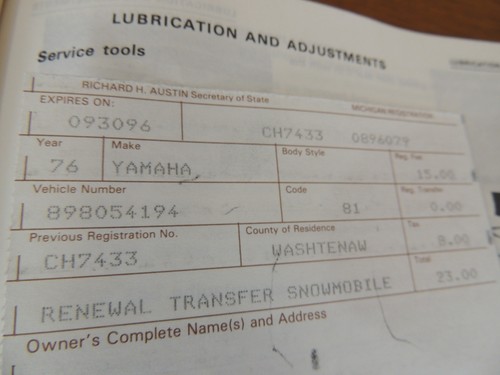 LUBRICATION AND ADJUSTMENTS
Service tools
RICHARD H. AUSTIN Secretary of State MICHIGAN REGISTRATION
EXPIRES ON:
093096 CH7433 0896079
Year Make Body Style Reg. Fee
76 YAMAHA 15.00
Vehicle Number Code Reg. Transfer
898054194 81 0.00
Previous Registration No. County of Residence Tax
CH7433 WASHTENAW 8.00
Total
RENEWAL TRANSFER SNOWMOBILE 23.00
Owner's Complete Name(s) and Address